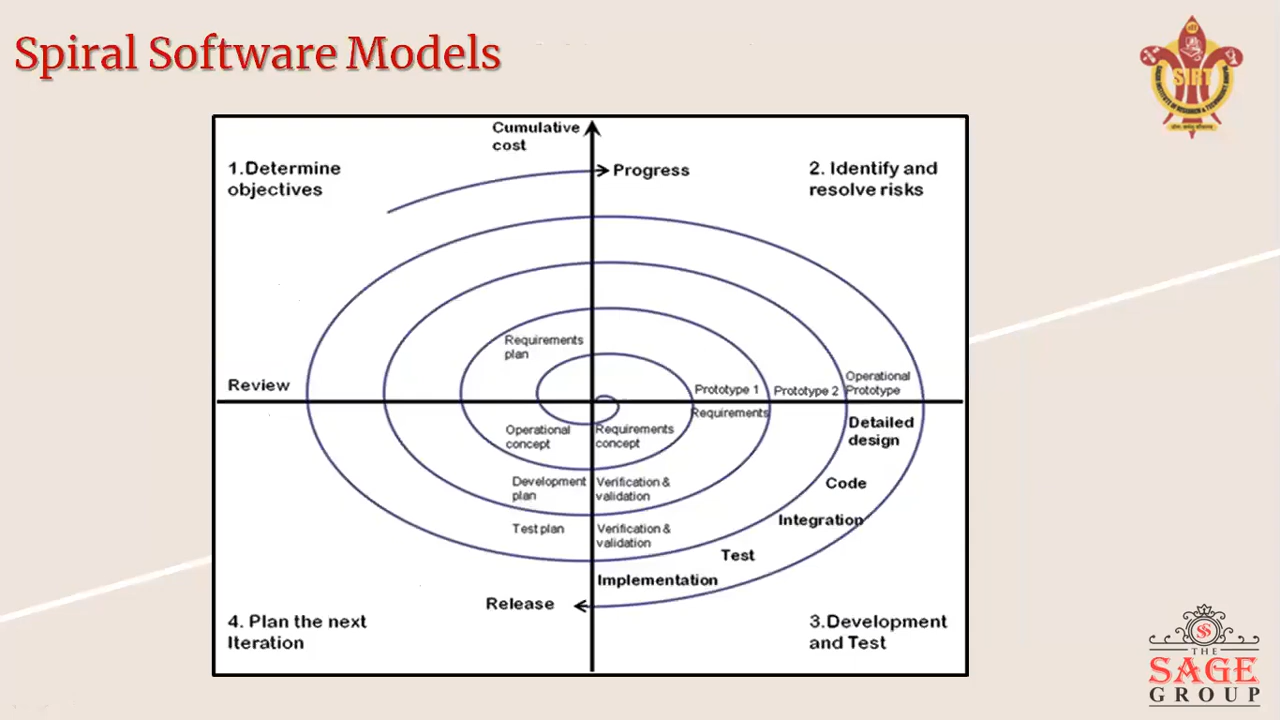 Spiral Software Models
SIRT
Cumulative
cost
Progress
1.Determine
objectives
2. Identify and
resolve risks
Requirements
plan
Review
Prototype 1
Prototype 2
Operational
Prototype
Requirements
Operational
concept
Requirements
concept
Detailed
design
Development
plan
Verification &
validation
Code
Test plan
Verification &
validation
Integration
Test
Implementation
Release
4. Plan the next
Iteration
3.Development
and Test
THE
SAGE
GROUP